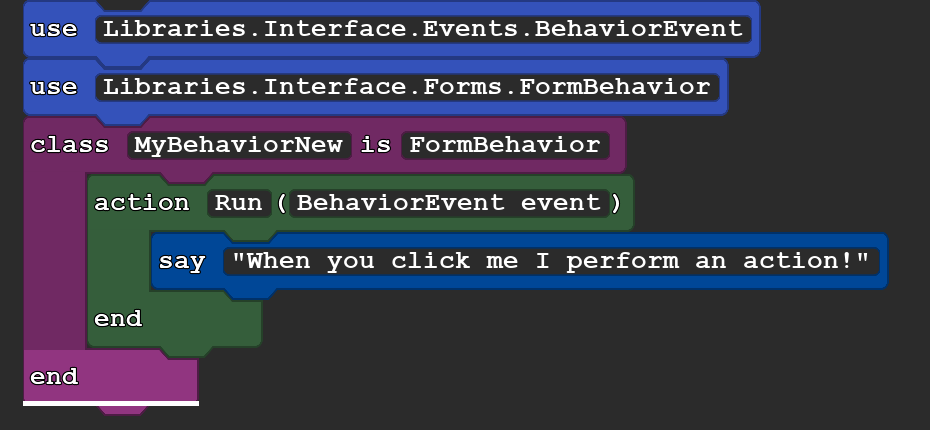 use Libraries.Interface.Events.BehaviorEvent
use Libraries.Interface.Forms.FormBehavior
class MyBehaviorNew is FormBehavior
action Run (BehaviorEvent event)
say "When you click me I perform an action!"
end
end